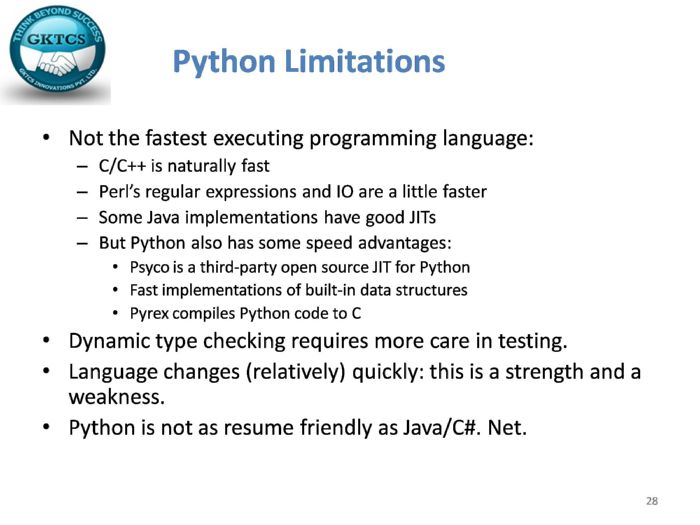 THINK BEYOND SUCCESS
GKTCS
GKTCS INNOVATIONS PVT. LTD.
Python Limitations
• Not the fastest executing programming language:
– C/C++ is naturally fast
– Perl's regular expressions and IO are a little faster
– Some Java implementations have good JITs
– But Python also has some speed advantages:
• Psyco is a third-party open source JIT for Python
• Fast implementations of built-in data structures
• Pyrex compiles Python code to C
• Dynamic type checking requires more care in testing.
• Language changes (relatively) quickly: this is a strength and a
weakness.
• Python is not as resume friendly as Java/C#. Net.
28